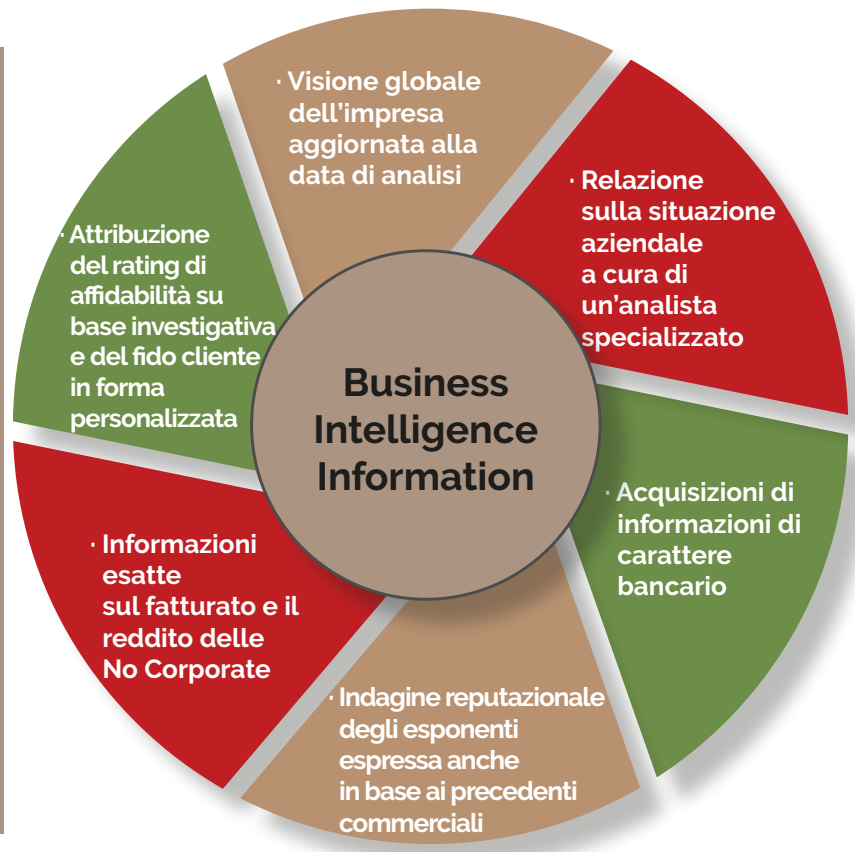 · Visione globale
dell’impresa
aggiornata alla
data di analisi
· Relazione
sulla situazione
aziendale
a cura di
un’analista
specializzato
· Acquisizioni di
informazioni di
carattere
bancario
· Indagine reputazionale
degli esponenti
espressa anche
in base ai precedenti
commerciali
· Informazioni
esatte
sul fatturato e il
reddito delle
No Corporate
· Attribuzione
del rating di
affidabilità su
base investigativa
e del fido cliente
in forma
personalizzata
Business
Intelligence
Information